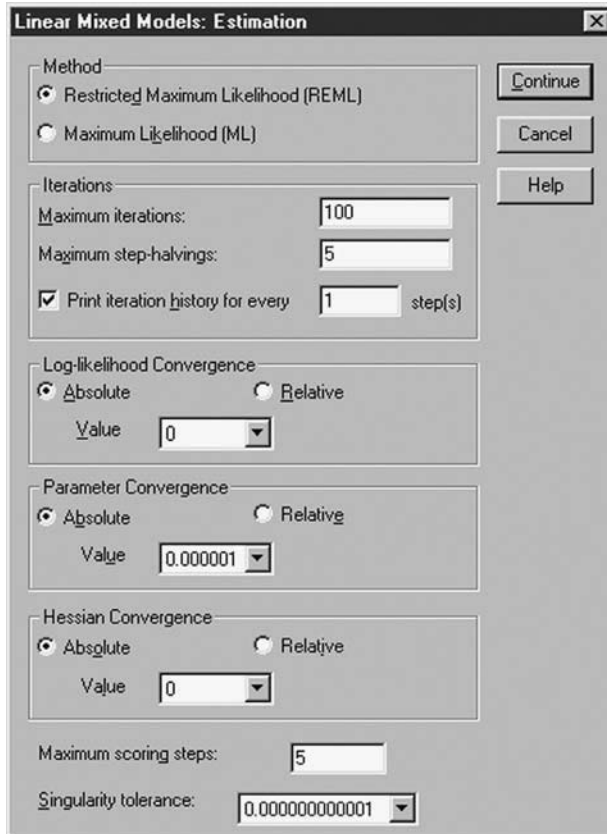 Linear Mixed Models: Estimation
Method
Restricted Maximum Likelihood (REML)
Maximum Likelihood (ML)
Continue
Cancel
Help
Iterations
Maximum iterations: 100
Maximum step-halvings: 5
Print iteration history for every 1 step(s)
Log-likelihood Convergence
Absolute Relative
Value 0
Parameter Convergence
Absolute Relative
Value 0.000001
Hessian Convergence
Absolute Relative
Value 0
Maximum scoring steps: 5
Singularity tolerance: 0.000000000001